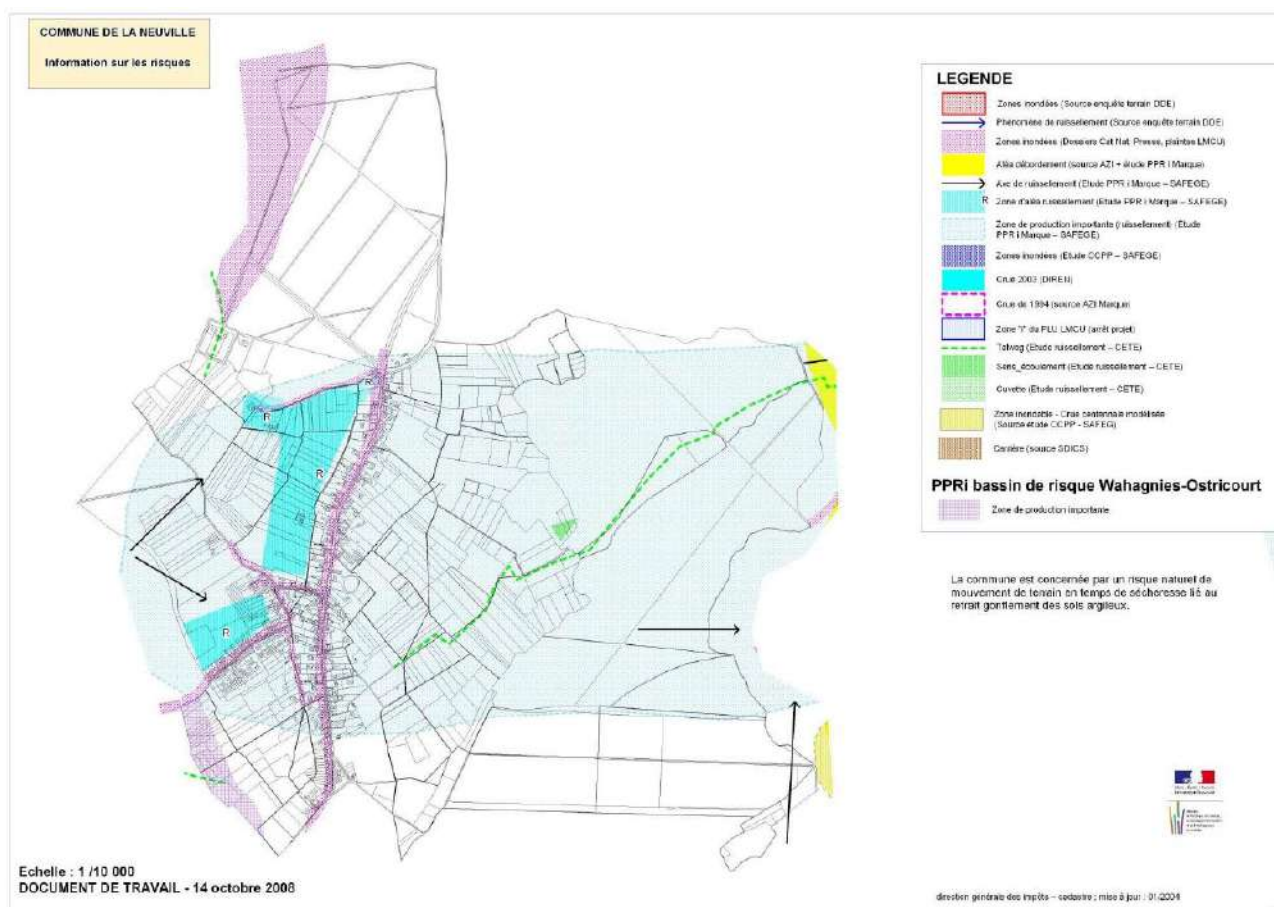 COMMUNE DE LA NEUVILLE
Information sur les risques
LEGENDE
Zones inondées (Source enquête terrain DDE)
Phénomène de ruissellement (Source enquête terrain DDE)
Zones inondées (Dossiers Cat Nat, Presse, plaintes LMCU)
Aléa débordement (source AZI + étude PPR i Marque)
Axe de ruissellement (Etude PPR i Marque – SAFEGE)
R
Zone d'aléa ruissellement (Etude PPR i Marque – SAFEGE)
Zone de production importante (ruissellement) (Etude
PPR i Marque – SAFEGE)
Zones inondées (Etude CCPP – SAFEGE)
Crue 2003 (DIREN)
Crue de 1994 (source AZI Marque)
Zone "i" du PLU LMCU (arrêt projet)
Talweg (Etude ruissellement – CETE)
Sens_écoulement (Etude ruissellement – CETE)
Cuvette (Etude ruissellement – CETE)
Zone inondable - Crue centennale modélisée
(Source étude CCPP - SAFEG)
Carrière (source SDICS)
PPRi bassin de risque Wahagnies-Ostricourt
Zone de production importante
R
R
R
R
La commune est concernée par un risque naturel de
mouvement de terrain en temps de sécheresse lié au
retrait gonflement des sols argileux.
Echelle : 1 /10 000
DOCUMENT DE TRAVAIL - 14 octobre 2008
direction générale des impôts – cadastre ; mise à jour : 01/2004